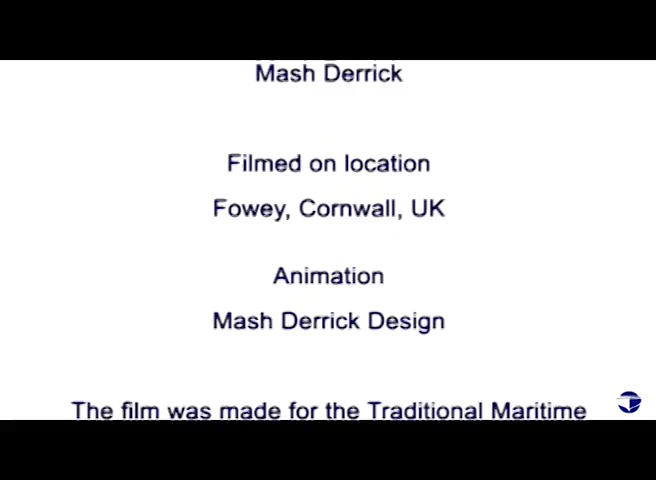 Mash Derrick
Filmed on location
Fowey, Cornwall, UK
Animation
Mash Derrick Design
The film was made for the Traditional Maritime